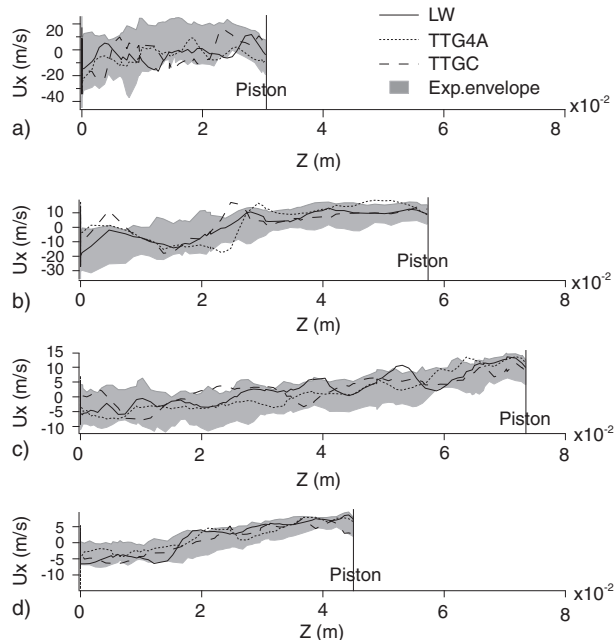 LW
TTG4A
TTGC
Exp.envelope
Ux (m/s)
20
0
-20
-40
Piston
0
2
4
6
8
x10-2
Z (m)
a)
Ux (m/s)
10
0
-10
-20
-30
Piston
0
2
4
6
8
x10-2
Z (m)
b)
Ux (m/s)
15
10
5
0
-5
-10
Piston
0
2
4
6
8
x10-2
Z (m)
c)
Ux (m/s)
5
0
-5
-10
Piston
0
2
4
6
8
x10-2
Z (m)
d)